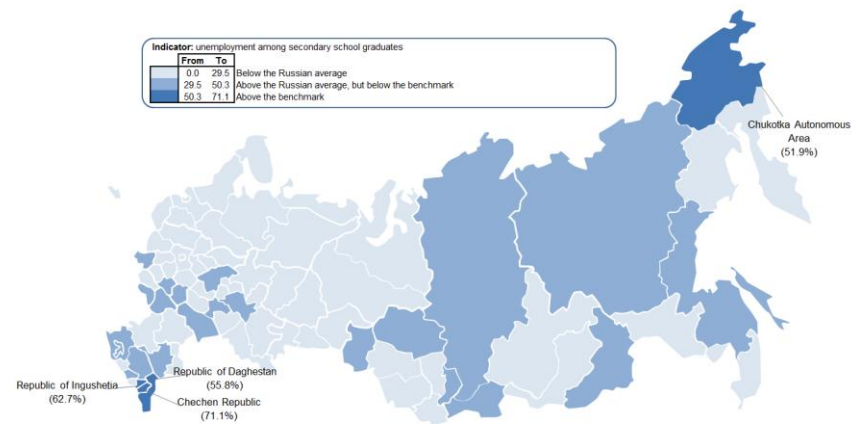 Indicator: unemployment among secondary school graduates
From To
0.0 29.5 Below the Russian average
29.5 50.3 Above the Russian average, but below the benchmark
50.3 71.1 Above the benchmark
Chukotka Autonomous
Area
(51.9%)
Republic of Daghestan
(55.8%)
Republic of Ingushetia
(62.7%)
Chechen Republic
(71.1%)